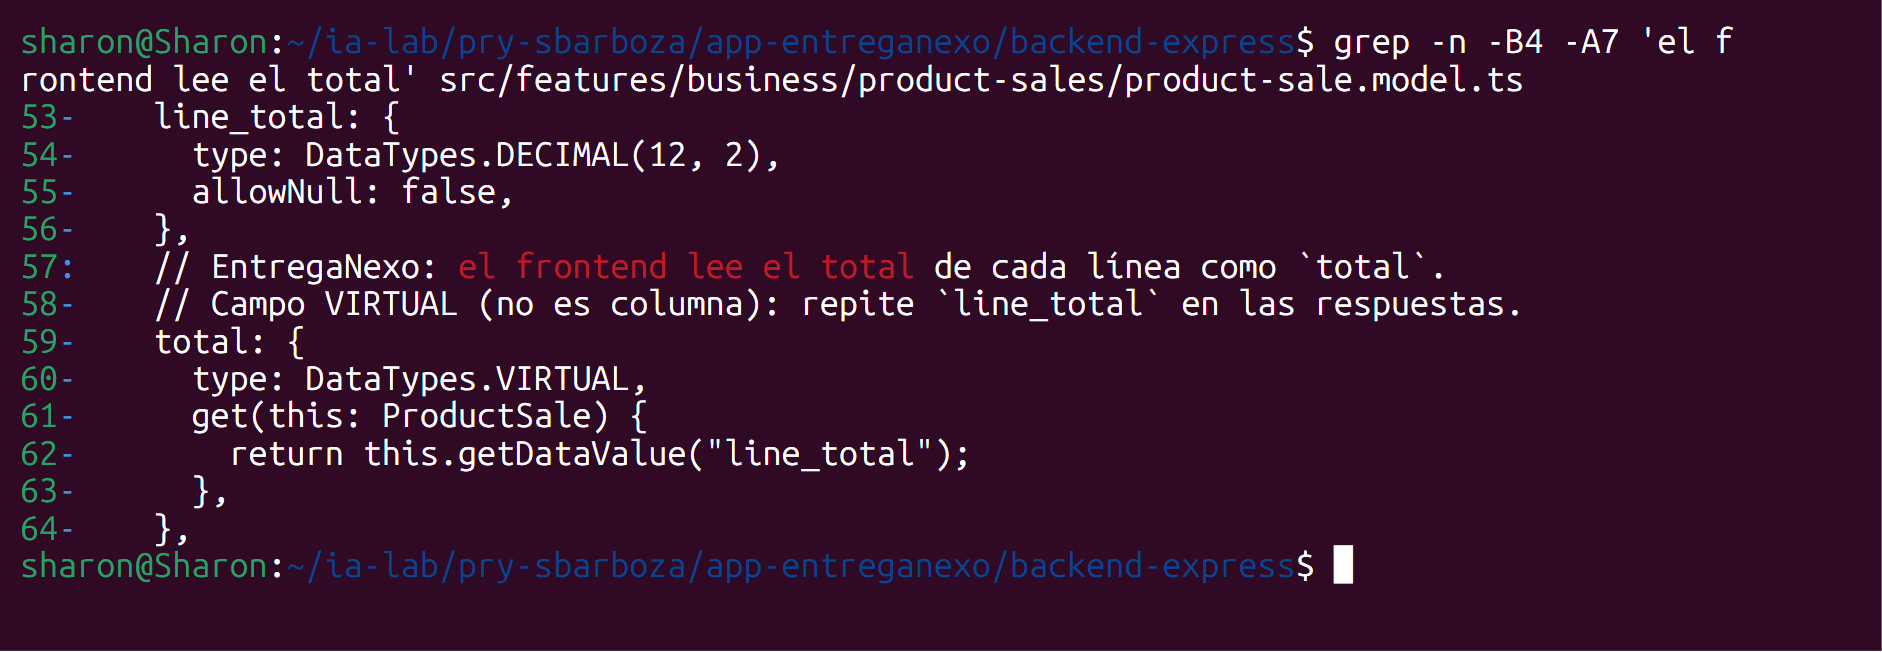 sharon@Sharon:~/ia-lab/pry-sbarboza/app-entreganexo/backend-express$ grep -n -B4 -A7 'el f
rontend lee el total' src/features/business/product-sales/product-sale.model.ts
53-    line_total: {
54-      type: DataTypes.DECIMAL(12, 2),
55-      allowNull: false,
56-    },
57:    // EntregaNexo: el frontend lee el total de cada línea como `total`.
58-    // Campo VIRTUAL (no es columna): repite `line_total` en las respuestas.
59-    total: {
60-      type: DataTypes.VIRTUAL,
61-      get(this: ProductSale) {
62-        return this.getDataValue("line_total");
63-      },
64-    },
sharon@Sharon:~/ia-lab/pry-sbarboza/app-entreganexo/backend-express$